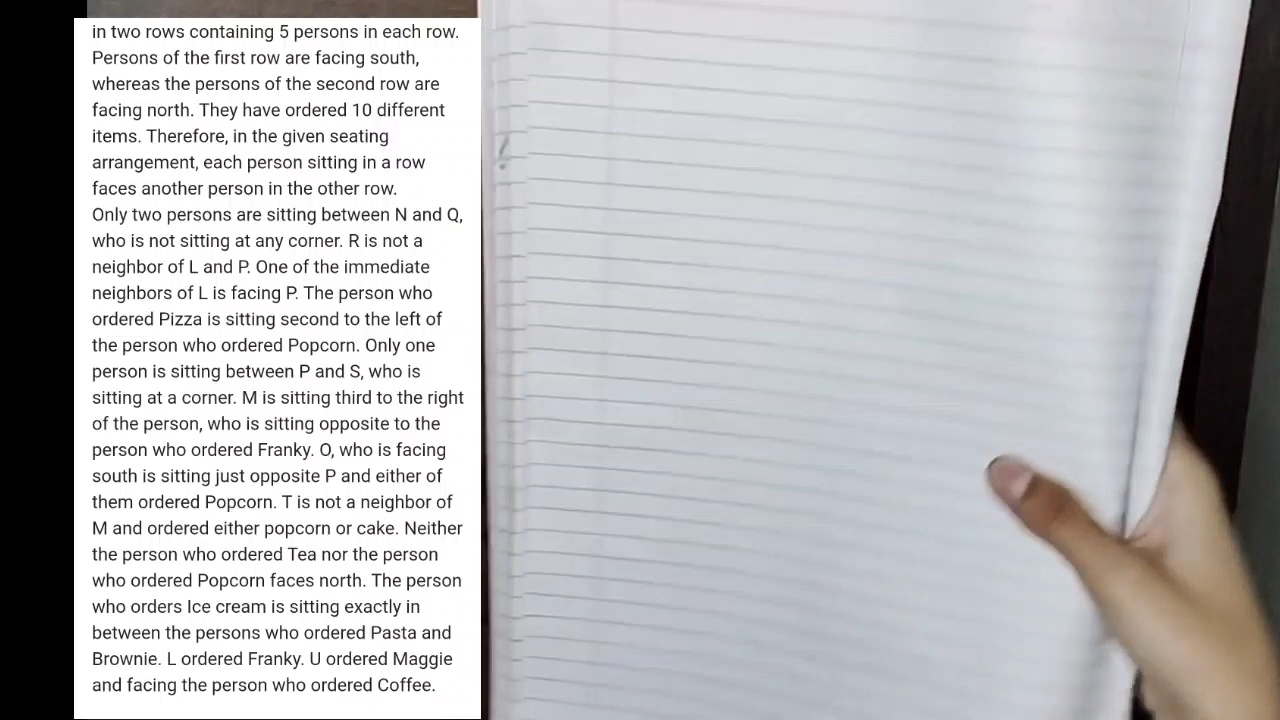 in two rows containing 5 persons in each row.
Persons of the first row are facing south,
whereas the persons of the second row are
facing north. They have ordered 10 different
items. Therefore, in the given seating
arrangement, each person sitting in a row
faces another person in the other row.
Only two persons are sitting between N and Q,
who is not sitting at any corner. R is not a
neighbor of L and P. One of the immediate
neighbors of L is facing P. The person who
ordered Pizza is sitting second to the left of
the person who ordered Popcorn. Only one
person is sitting between P and S, who is
sitting at a corner. M is sitting third to the right
of the person, who is sitting opposite to the
person who ordered Franky. O, who is facing
south is sitting just opposite P and either of
them ordered Popcorn. T is not a neighbor of
M and ordered either popcorn or cake. Neither
the person who ordered Tea nor the person
who ordered Popcorn faces north. The person
who orders Ice cream is sitting exactly in
between the persons who ordered Pasta and
Brownie. L ordered Franky. U ordered Maggie
and facing the person who ordered Coffee.